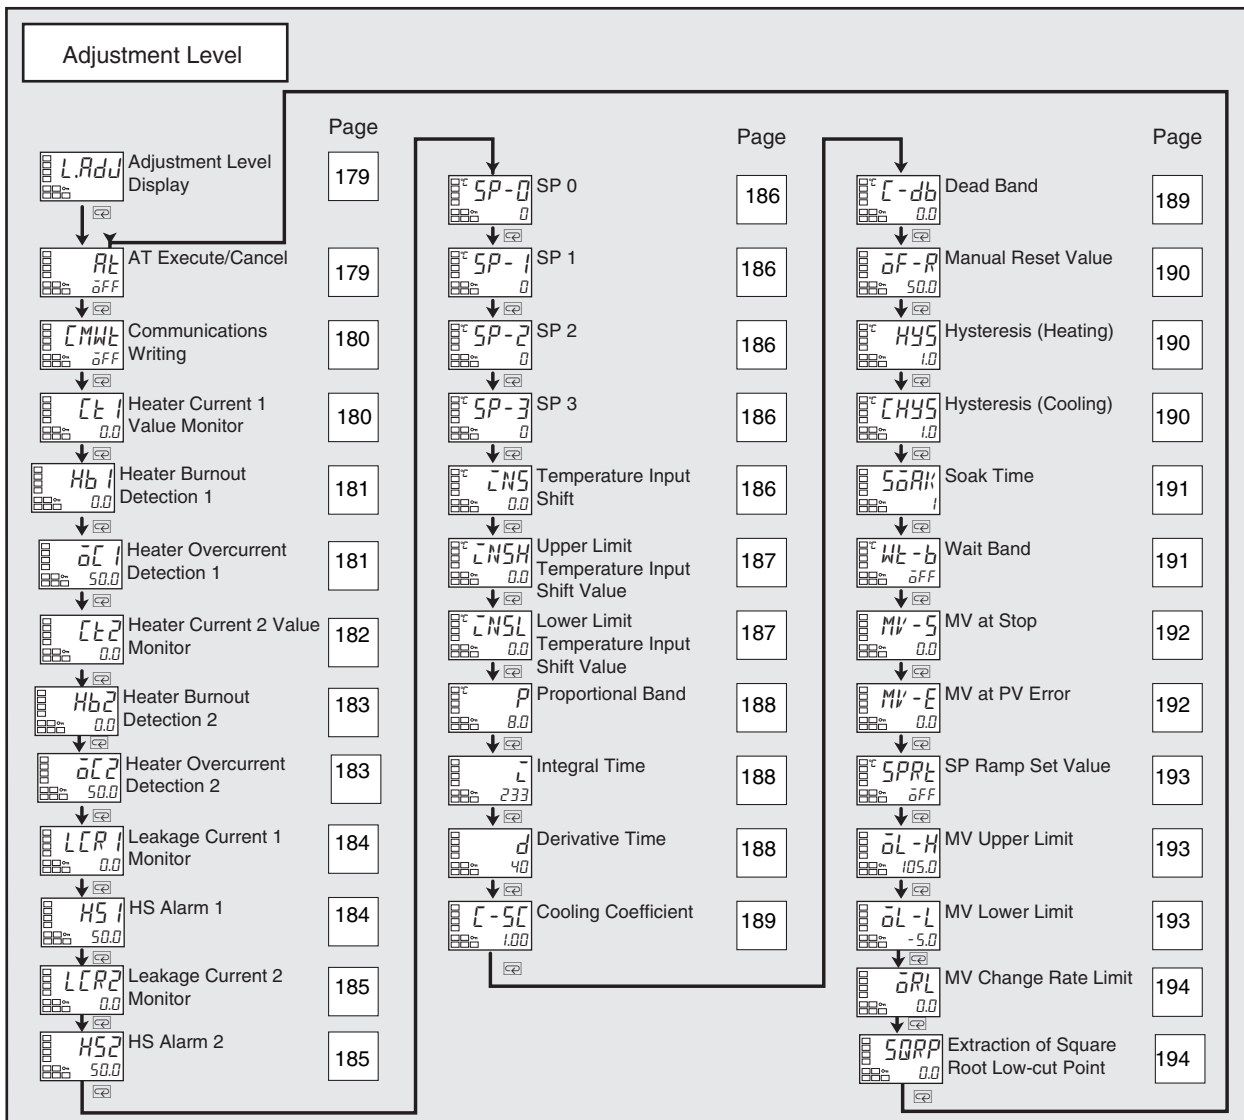 Adjustment Level
Page
L.AdJ
Adjustment Level
Display
179
At
OFF
AT Execute/Cancel
179
CMWt
OFF
Communications
Writing
180
Ct1
0.0
Heater Current 1
Value Monitor
180
Hb1
0.0
Heater Burnout
Detection 1
181
OC1
50.0
Heater Overcurrent
Detection 1
181
Ct2
0.0
Heater Current 2 Value
Monitor
182
Hb2
0.0
Heater Burnout
Detection 2
183
OC2
50.0
Heater Overcurrent
Detection 2
183
LCR1
0.0
Leakage Current 1
Monitor
184
HS1
50.0
HS Alarm 1
184
LCR2
0.0
Leakage Current 2
Monitor
185
HS2
50.0
HS Alarm 2
185
Page
°C
SP-0
0
SP 0
186
°C
SP-1
0
SP 1
186
°C
SP-2
0
SP 2
186
°C
SP-3
0
SP 3
186
°C
INS
0.0
Temperature Input
Shift
186
°C
INSH
0.0
Upper Limit
Temperature Input
Shift Value
187
°C
INSL
0.0
Lower Limit
Temperature Input
Shift Value
187
°C
P
8.0
Proportional Band
188
I
233
Integral Time
188
d
40
Derivative Time
188
C-SC
1.00
Cooling Coefficient
189
Page
°C
C-db
0.0
Dead Band
189
OF-R
50.0
Manual Reset Value
190
°C
HYS
1.0
Hysteresis (Heating)
190
°C
CHYS
1.0
Hysteresis (Cooling)
190
SOAK
1
Soak Time
191
°C
Wt-b
OFF
Wait Band
191
MV-S
0.0
MV at Stop
192
MV-E
0.0
MV at PV Error
192
°C
SPRt
OFF
SP Ramp Set Value
193
OL-H
105.0
MV Upper Limit
193
OL-L
-5.0
MV Lower Limit
193
ORL
0.0
MV Change Rate Limit
194
SQRP
0.0
Extraction of Square
Root Low-cut Point
194